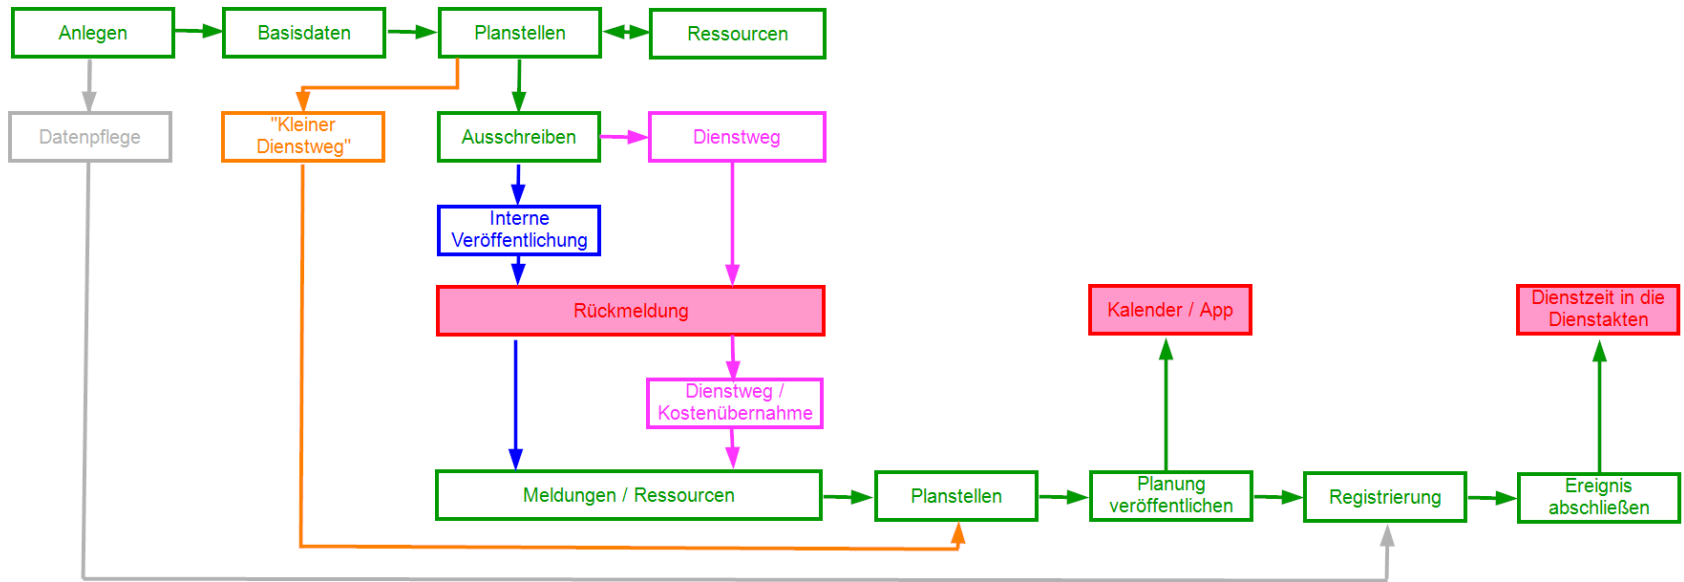 Anlegen
Basisdaten
Planstellen
Ressourcen
Datenpflege
"Kleiner
Dienstweg"
Ausschreiben
Dienstweg
Interne
Veröffentlichung
Rückmeldung
Kalender / App
Dienstzeit in die
Dienstakten
Dienstweg /
Kostenübernahme
Meldungen / Ressourcen
Planstellen
Planung
veröffentlichen
Registrierung
Ereignis
abschließen